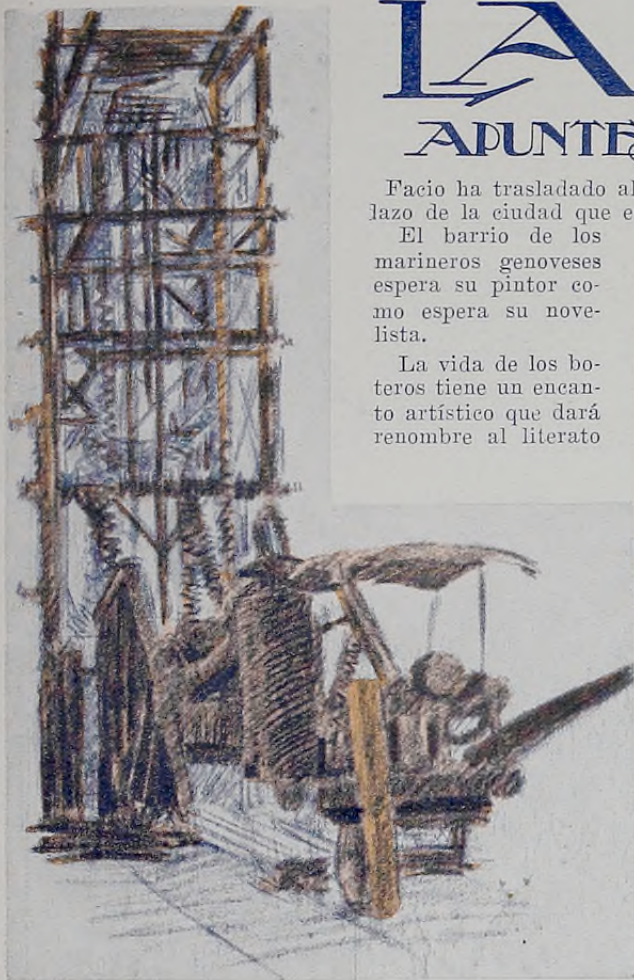 LA
APUNTE
Facio ha trasladado al
lazo de la ciudad que e
El barrio de los
marineros genoveses
espera su pintor co-
mo espera su nove-
lista.
La vida de los bo-
teros tiene un encan-
to artístico que dará
renombre al literato